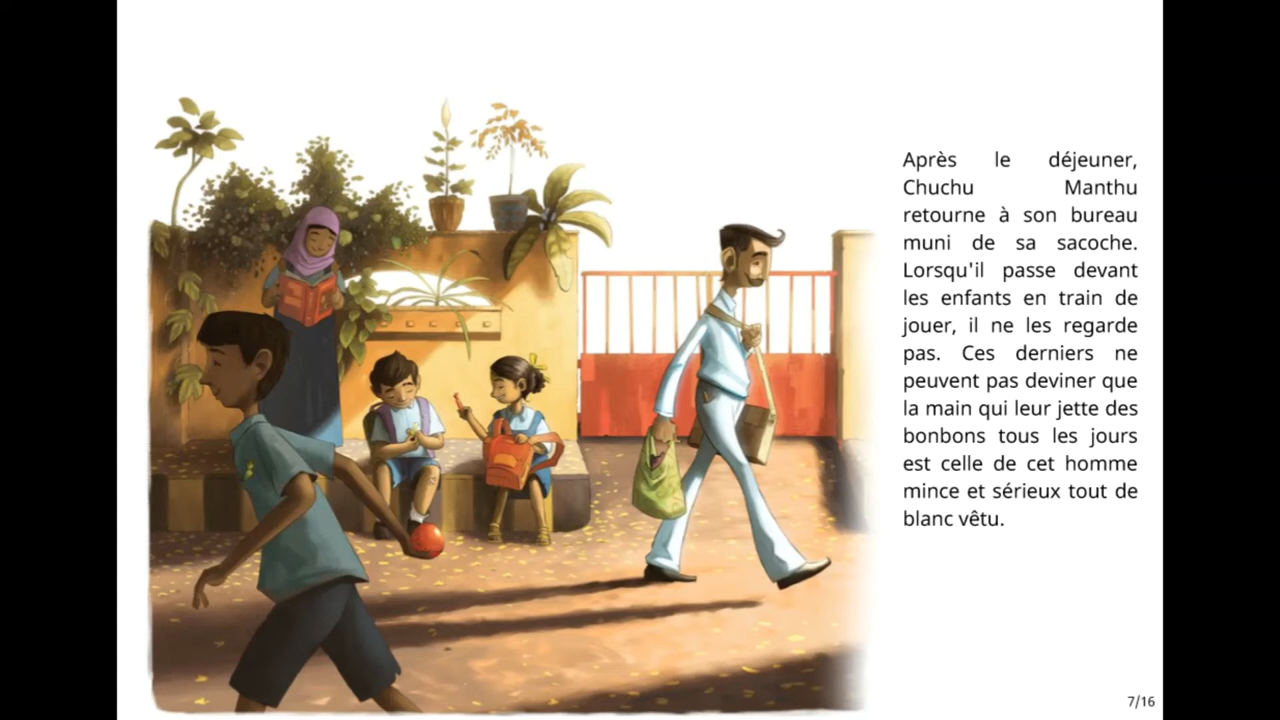 Après le déjeuner,
Chuchu Manthu
retourne à son bureau
muni de sa sacoche.
Lorsqu'il passe devant
les enfants en train de
jouer, il ne les regarde
pas. Ces derniers ne
peuvent pas deviner que
la main qui leur jette des
bonbons tous les jours
est celle de cet homme
mince et sérieux tout de
blanc vêtu.
7/16